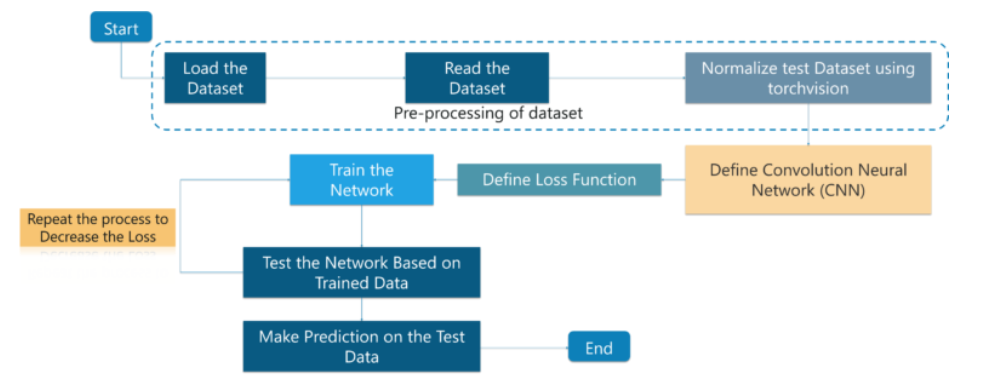 Start
Load the
Dataset
Read the
Dataset
Normalize test Dataset using
torchvision
Pre-processing of dataset
Define Convolution Neural
Network (CNN)
Define Loss Function
Train the
Network
Repeat the process to
Decrease the Loss
Test the Network Based on
Trained Data
Make Prediction on the Test
Data
End